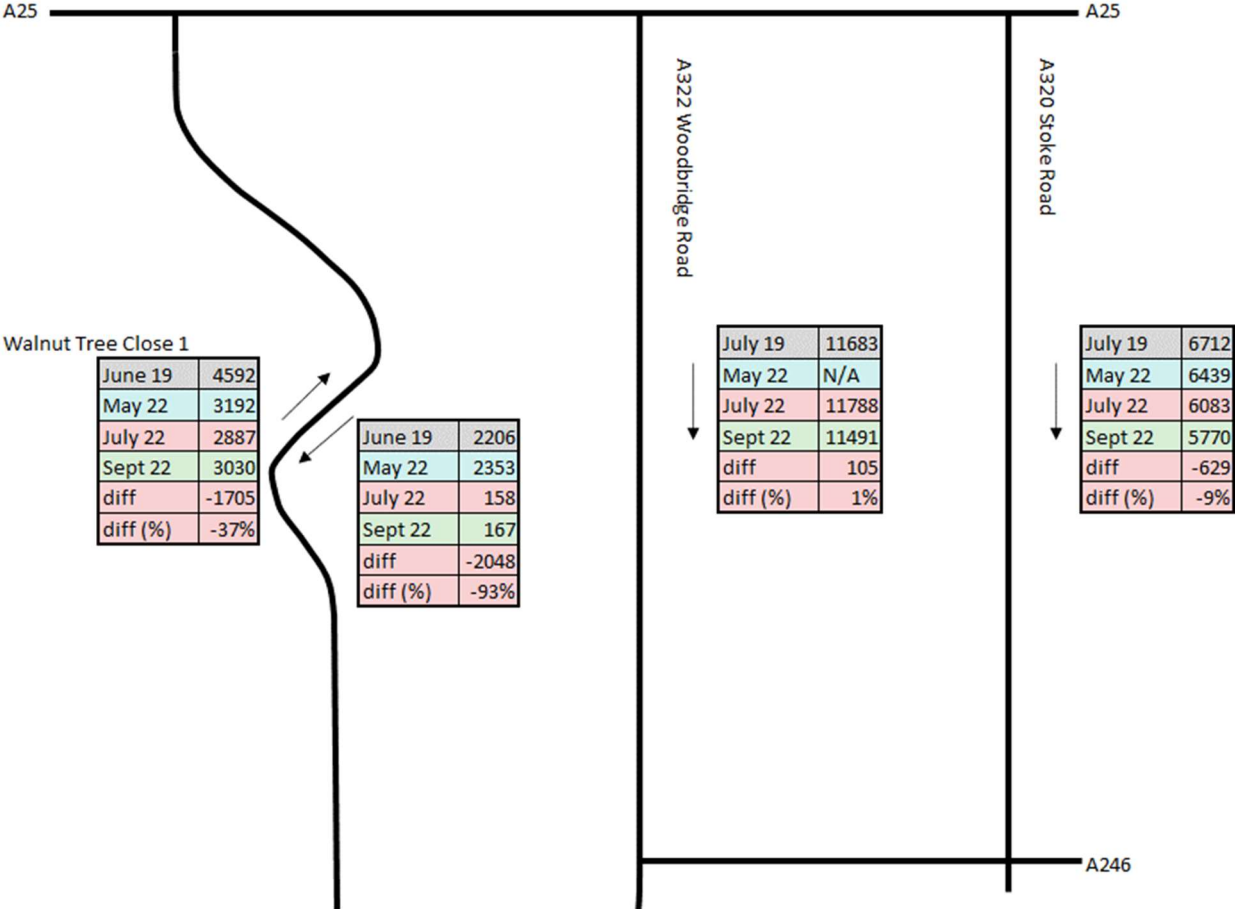 A25
A25
A322 Woodbridge Road
A320 Stoke Road
Walnut Tree Close 1
June 19 4592
May 22 3192
July 22 2887
Sept 22 3030
diff -1705
diff (%) -37%
June 19 2206
May 22 2353
July 22 158
Sept 22 167
diff -2048
diff (%) -93%
July 19 11683
May 22 N/A
July 22 11788
Sept 22 11491
diff 105
diff (%) 1%
July 19 6712
May 22 6439
July 22 6083
Sept 22 5770
diff -629
diff (%) -9%
A246